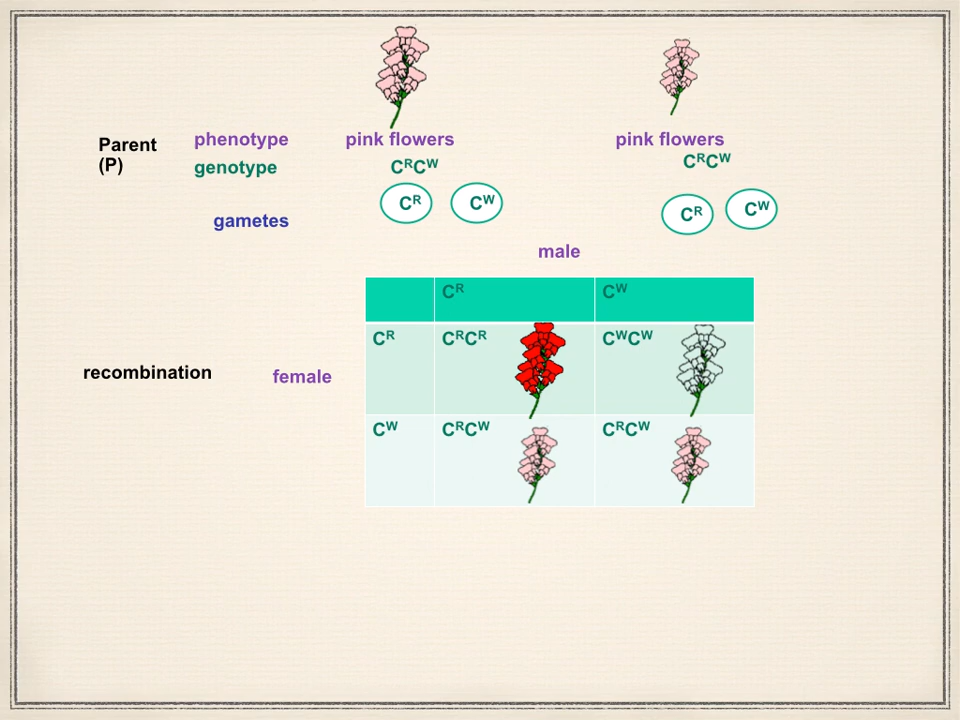 Parent
(P)
phenotype pink flowers pink flowers
genotype CᴿCᵂ CᴿCᵂ
gametes Cᴿ Cᵂ Cᴿ Cᵂ
male
Cᴿ Cᵂ
Cᴿ CᴿCᴿ CᵂCᵂ
recombination female
Cᵂ CᴿCᵂ CᴿCᵂ